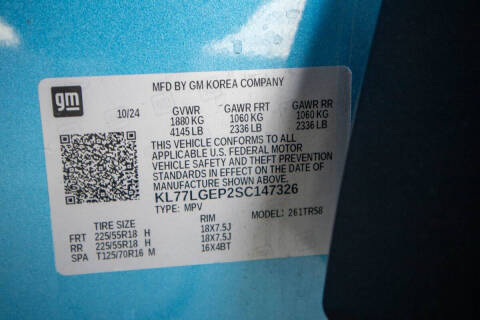 gm
MFD BY GM KOREA COMPANY
10/24 GVWR GAWR FRT GAWR RR
1880 KG 1060 KG 1060 KG
4145 LB 2336 LB 2336 LB
THIS VEHICLE CONFORMS TO ALL
APPLICABLE U.S. FEDERAL MOTOR
VEHICLE SAFETY AND THEFT PREVENTION
STANDARDS IN EFFECT ON THE DATE OF
MANUFACTURE SHOWN ABOVE.
KL77LGEP2SC147326
TYPE: MPV MODEL: 261TR58
TIRE SIZE RIM
FRT 225/55R18 H 18X7.5J
RR 225/55R18 H 18X7.5J
SPA T125/70R16 M 16X4BT